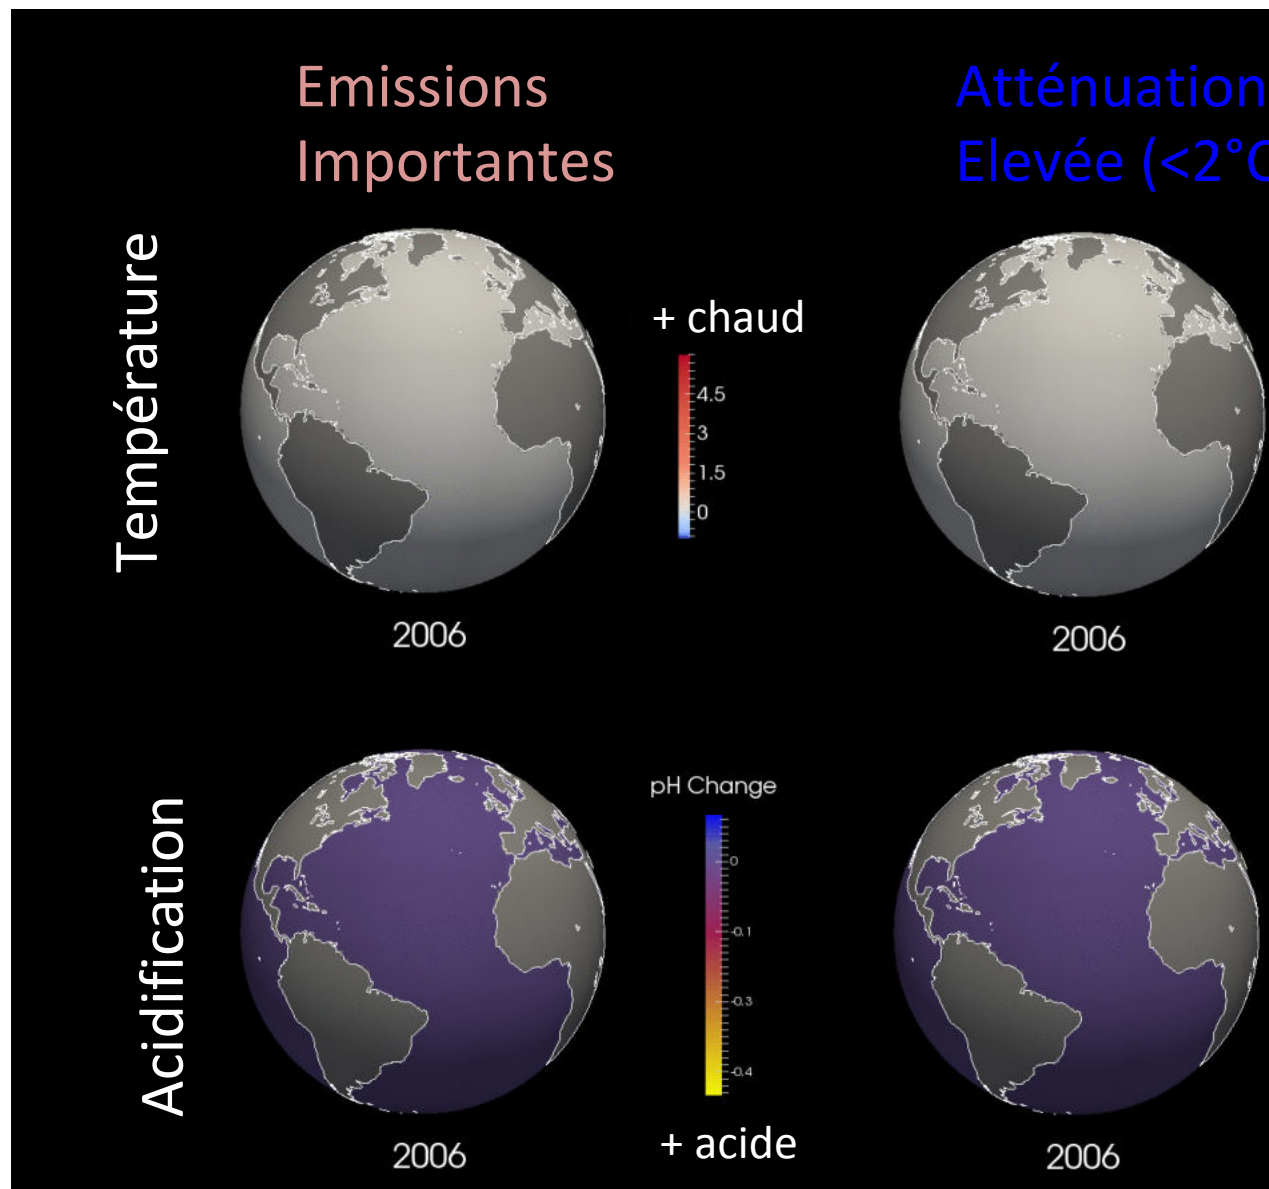 Emissions
Importantes
Atténuation
Elevée (<2°C
Température
+ chaud
4.5
3
1.5
0
2006
2006
Acidification
pH Change
0
-0.1
-0.3
-0.4
+ acide
2006
2006